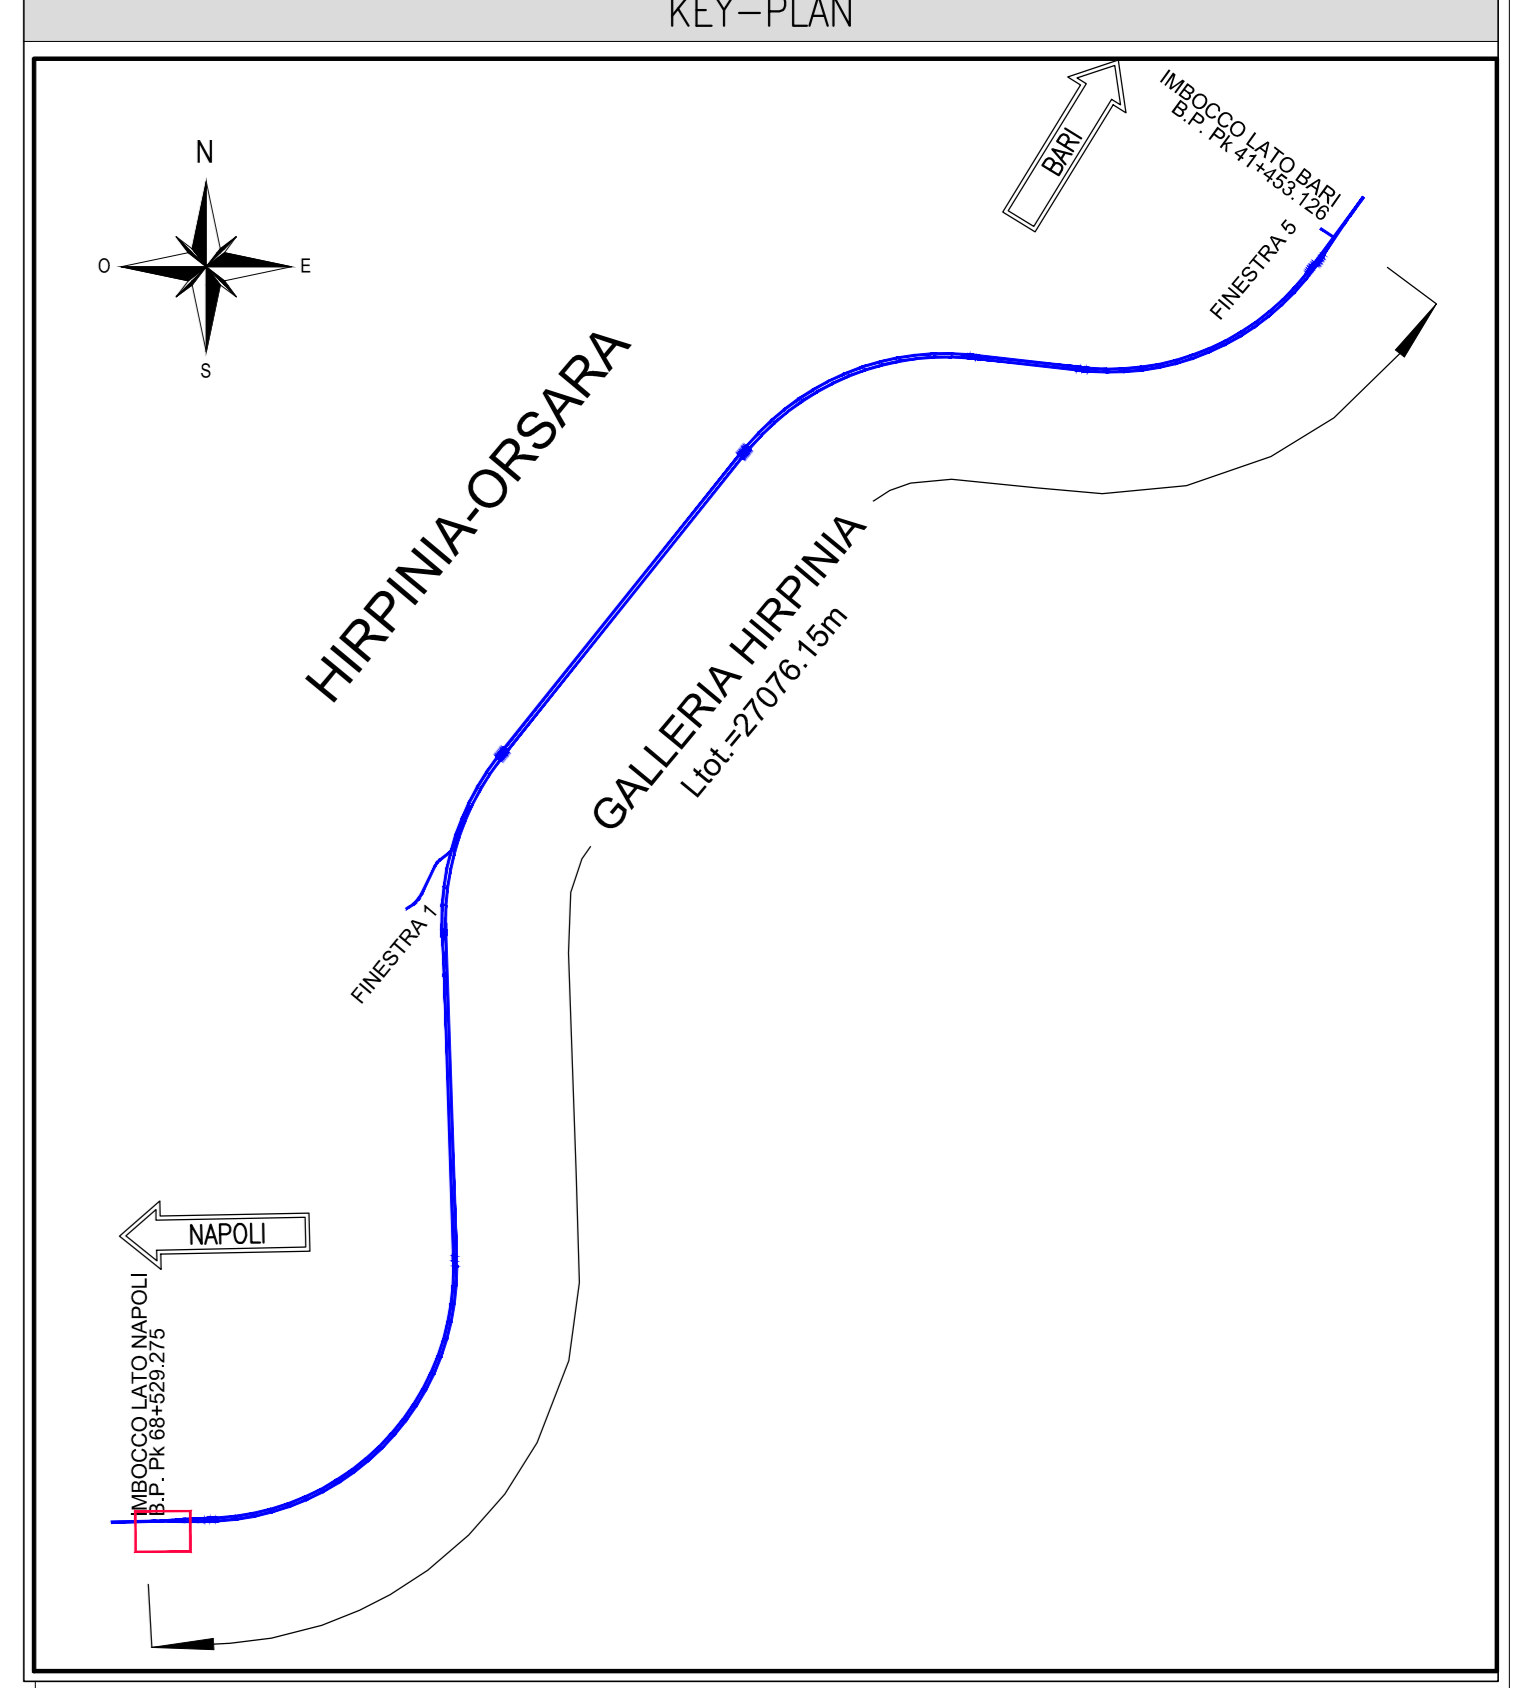 KEY-PLAN
BARI
IMBOCCO LATO BARI
B.P. Pk 41+453.126
N
O
E
S
FINESTRA 5
HIRPINIA-ORSARA
GALLERIA HIRPINIA
Ltot.=27076.15m
FINESTRA 1
NAPOLI
IMBOCCO LATO NAPOLI
B.P. Pk 68+529.275